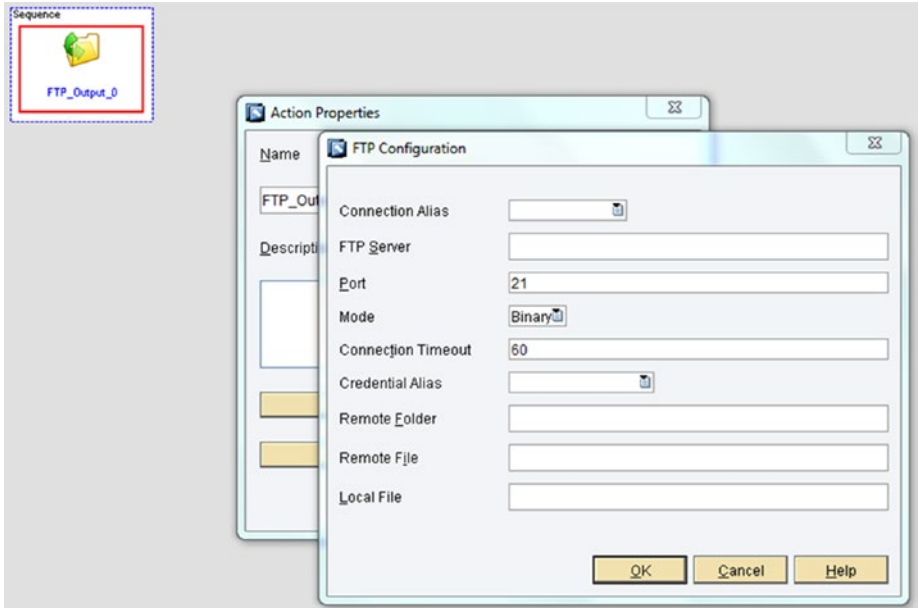 Sequence
FTP_Output_0
Action Properties
Name
FTP_Out
Descripti
FTP Configuration
Connection Alias
FTP Server
Port 21
Mode Binary
Connection Timeout 60
Credential Alias
Remote Folder
Remote File
Local File
OK Cancel Help